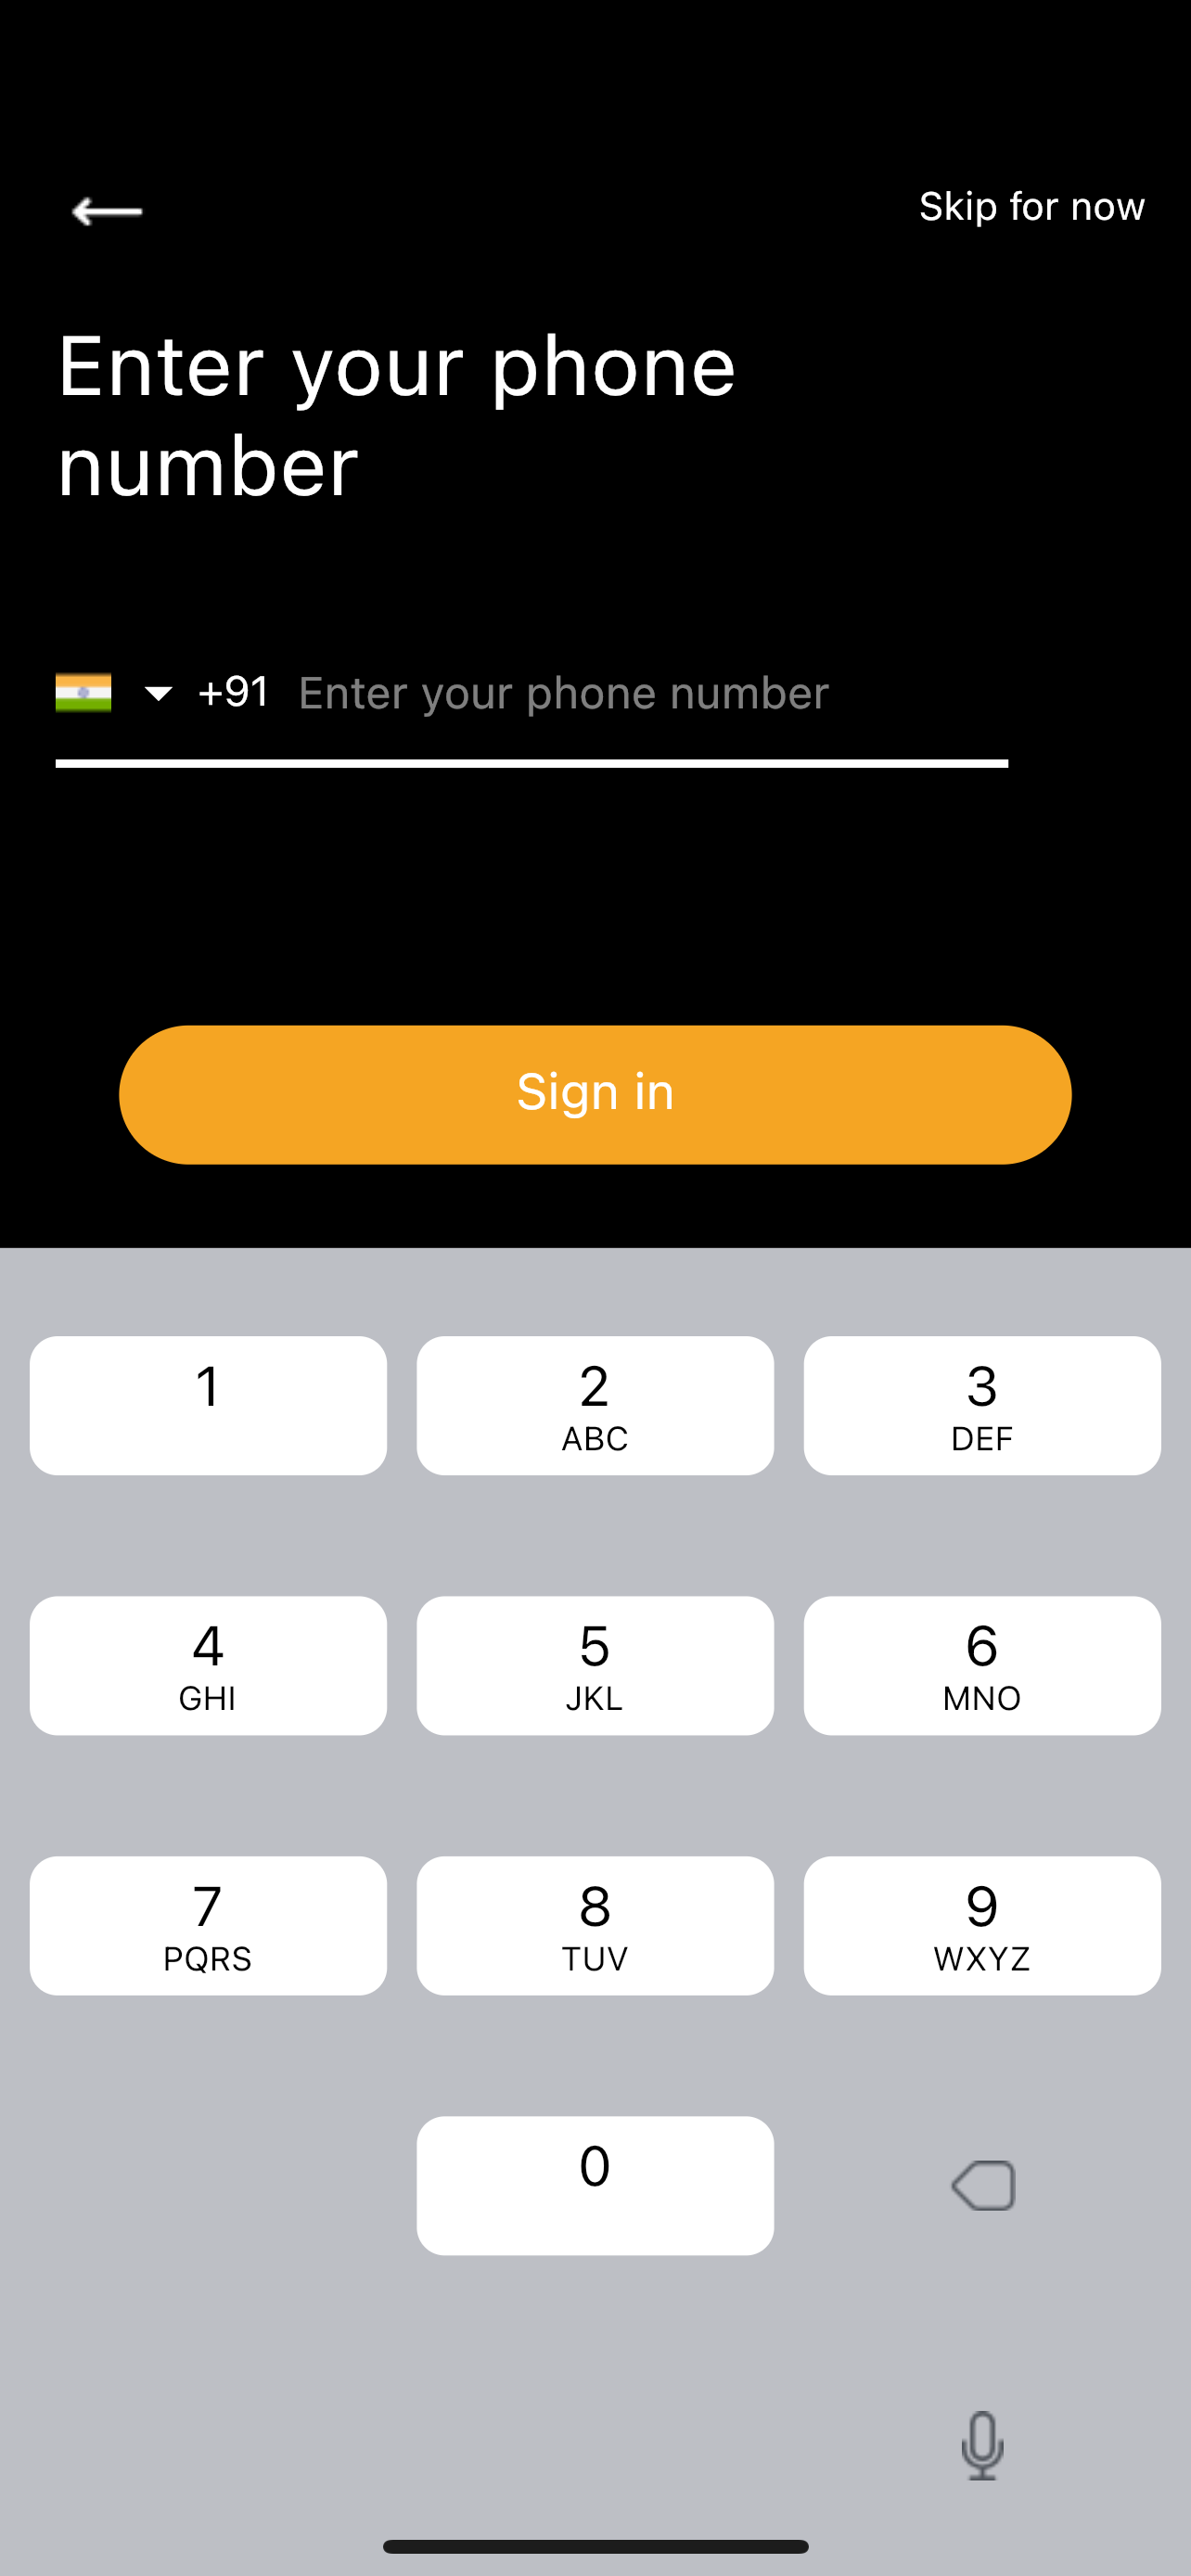 Skip for now
Enter your phone
number
+91 Enter your phone number
Sign in
1 2 3
ABC DEF
4 5 6
GHI JKL MNO
7 8 9
PQRS TUV WXYZ
0